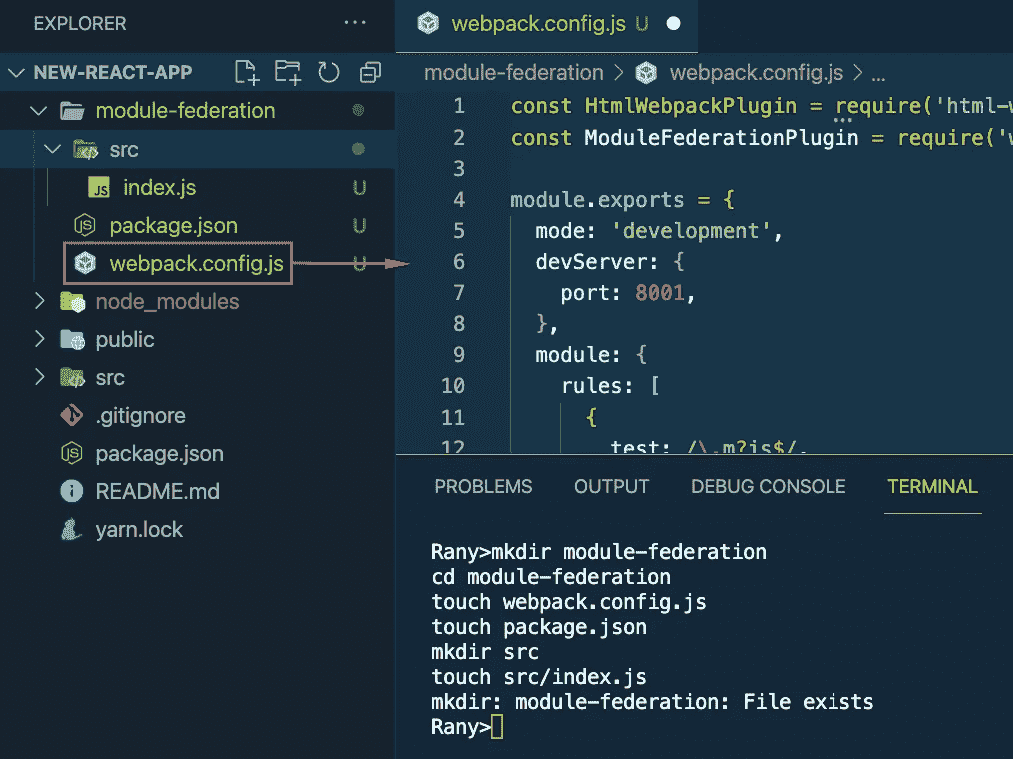 EXPLORER
NEW-REACT-APP
module-federation
src
index.js U
package.json U
webpack.config.js U
node_modules
public
src
.gitignore
package.json
README.md
yarn.lock
webpack.config.js U
module-federation > webpack.config.js > ...
1 const HtmlWebpackPlugin = require('html-w
2 const ModuleFederationPlugin = require('w
3
4 module.exports = {
5 mode: 'development',
6 devServer: {
7 port: 8001,
8 },
9 module: {
10 rules: [
11 {
12 test: /\.m?js$/,
PROBLEMS OUTPUT DEBUG CONSOLE TERMINAL
Rany>mkdir module-federation
cd module-federation
touch webpack.config.js
touch package.json
mkdir src
touch src/index.js
mkdir: module-federation: File exists
Rany>